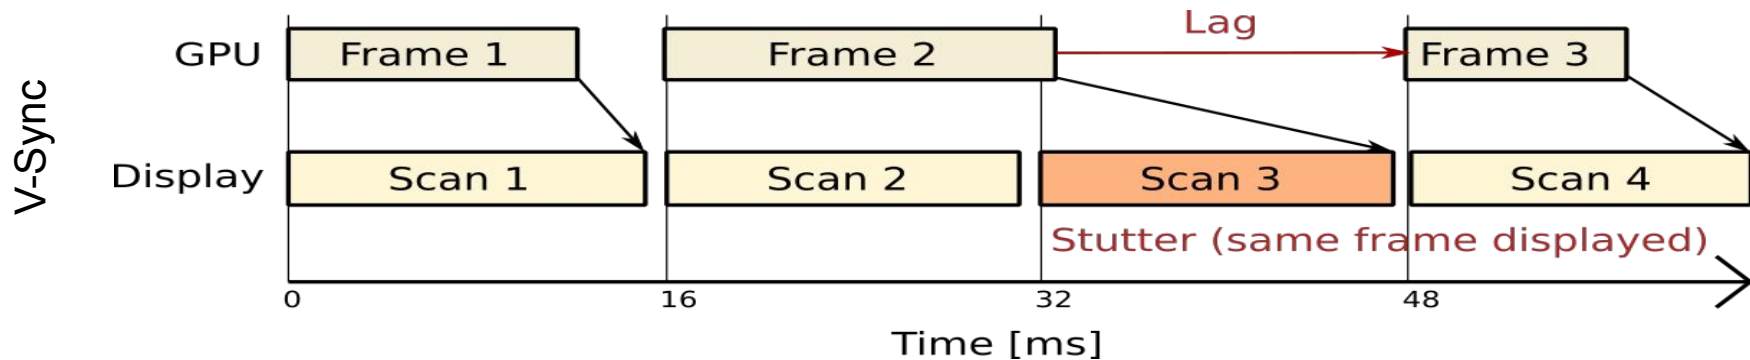 V-Sync
Lag
GPU Frame 1 Frame 2 Frame 3
Display Scan 1 Scan 2 Scan 3 Scan 4
Stutter (same frame displayed)
0 16 32 48
Time [ms]